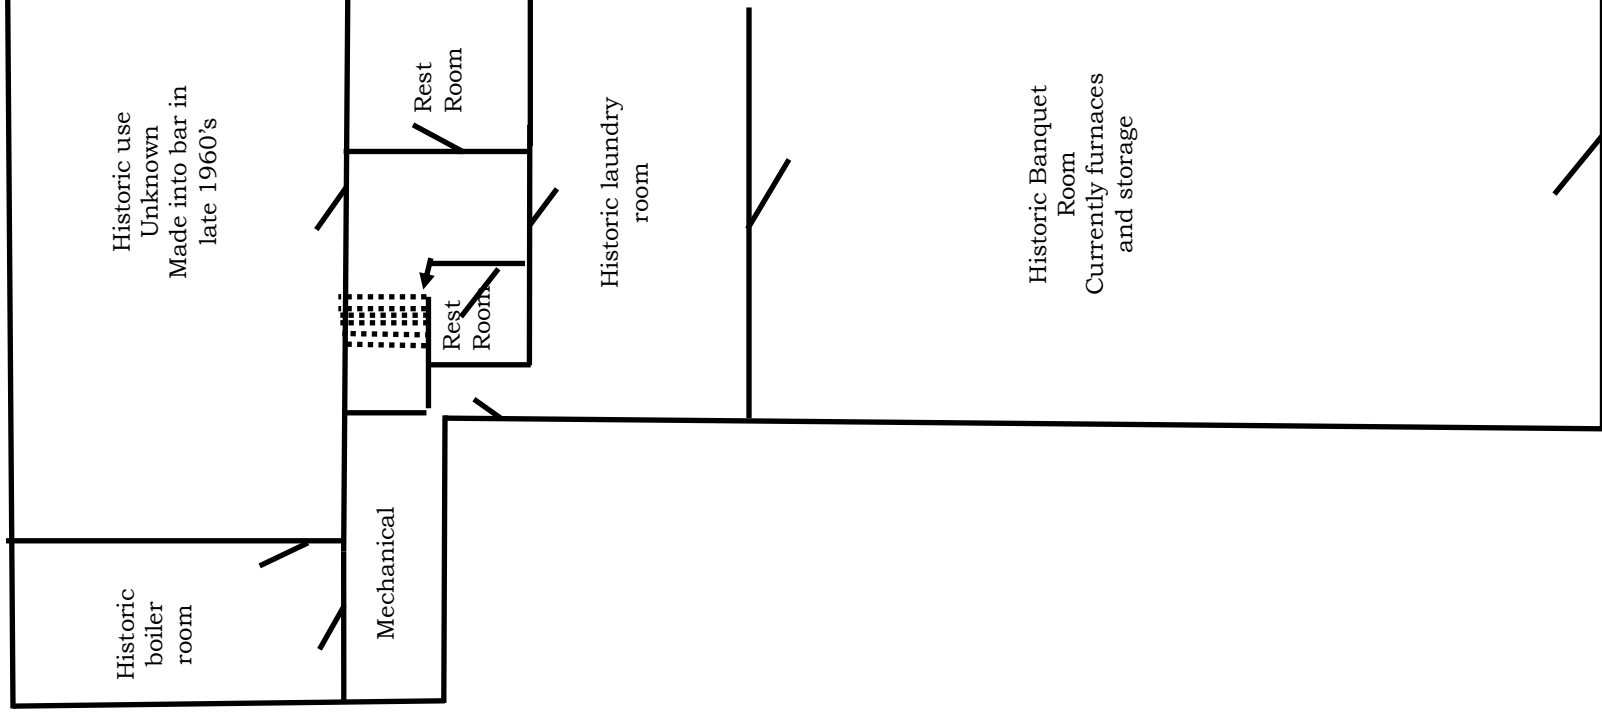 Historic use
Unknown
Made into bar in
late 1960’s
Rest
Room
Rest
Room
Historic laundry
room
Historic Banquet
Room
Currently furnaces
and storage
Historic
boiler
room
Mechanical